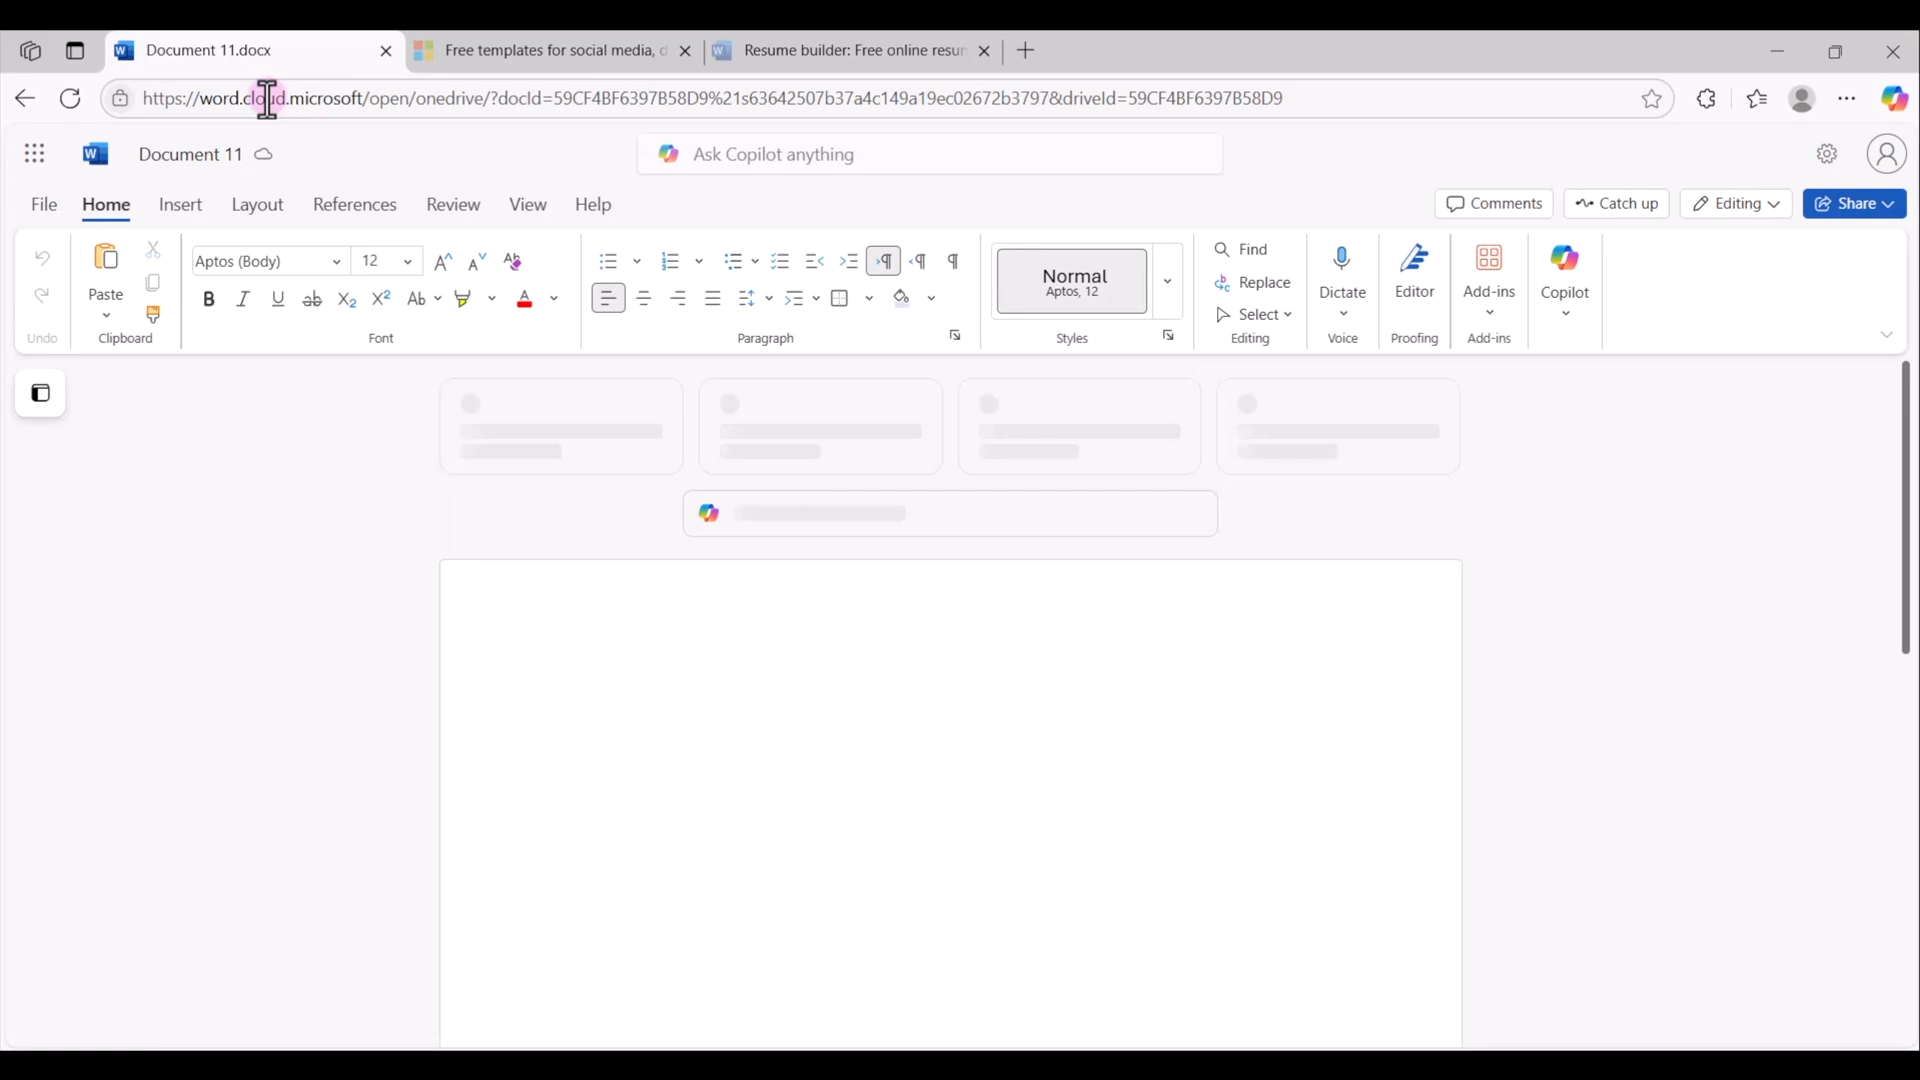 Document 11.docx
Free templates for social media, d
Resume builder: Free online resun
https://word.cloud.microsoft/open/onedrive/?docId=59CF4BF6397B58D9%21s63642507b37a4c149a19ec02672b3797&driveId=59CF4BF6397B58D9
Document 11
Ask Copilot anything
File Home Insert Layout References Review View Help
Comments Catch up Editing Share
Aptos (Body) 12
Paste
Normal
Aptos, 12
Find
Replace
Select
Dictate
Editor
Add-ins
Copilot
Undo Clipboard Font Paragraph Styles Editing Voice Proofing Add-ins